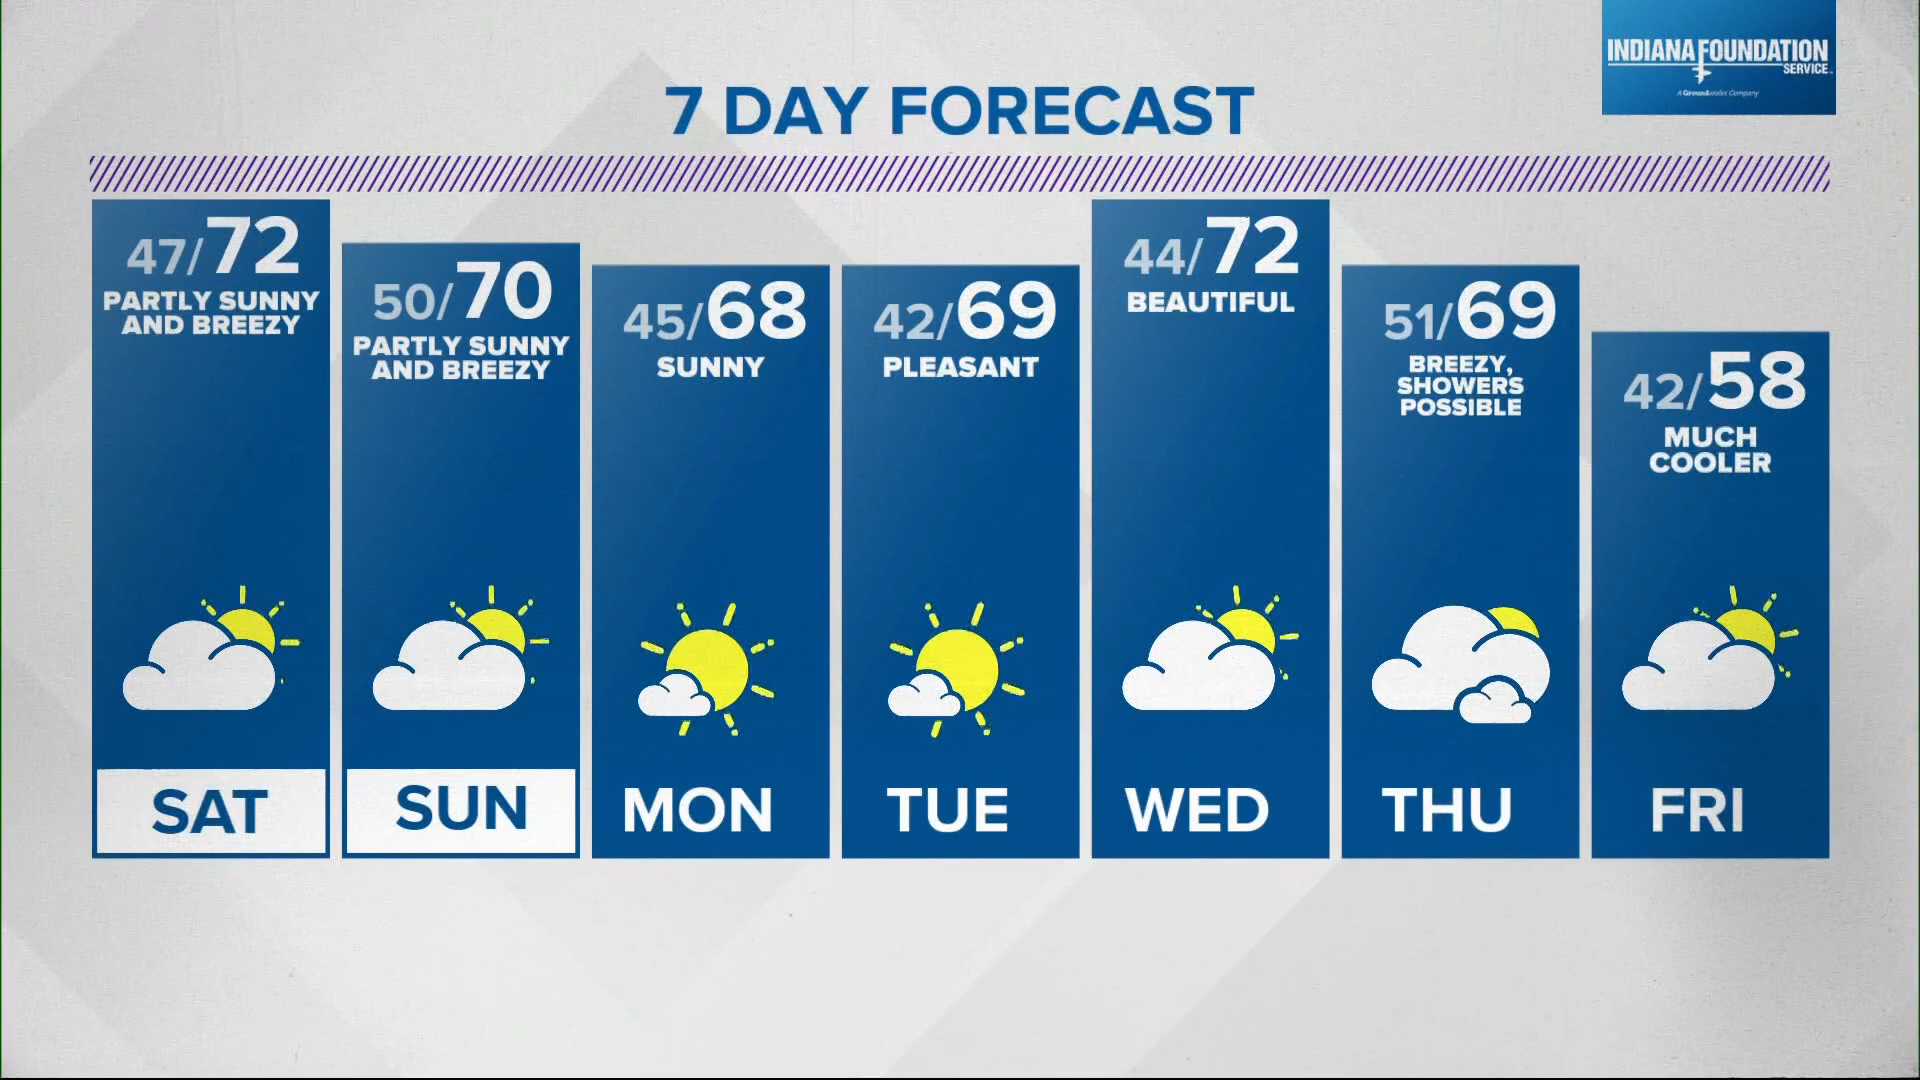 INDIANA FOUNDATION
SERVICE
A Groundworks Company
7 DAY FORECAST
47/72
PARTLY SUNNY
AND BREEZY
SAT
50/70
PARTLY SUNNY
AND BREEZY
SUN
45/68
SUNNY
MON
42/69
PLEASANT
TUE
44/72
BEAUTIFUL
WED
51/69
BREEZY,
SHOWERS
POSSIBLE
THU
42/58
MUCH
COOLER
FRI